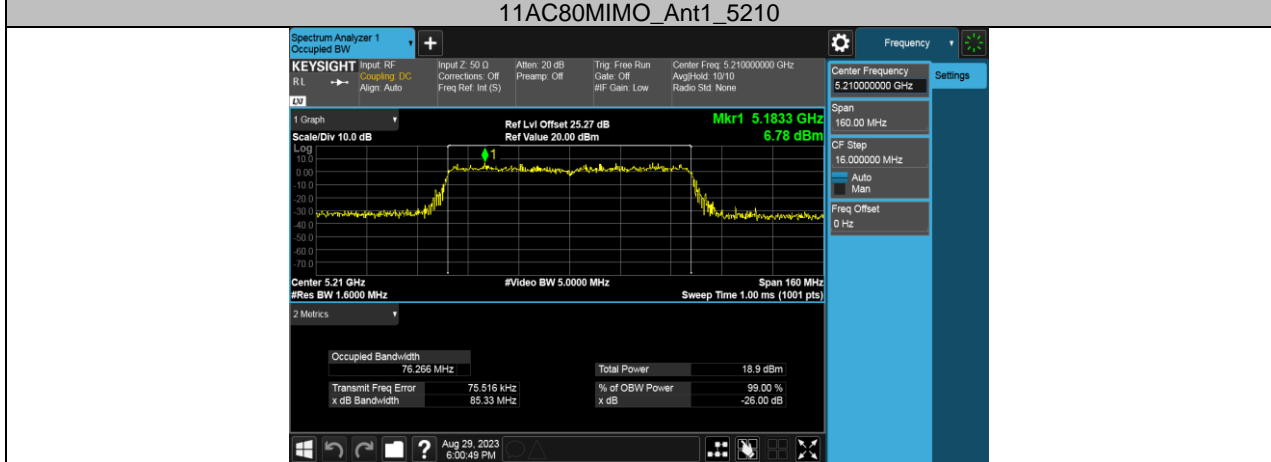 11AC80MIMO_Ant1_5210
Spectrum Analyzer 1
Occupied BW
+
Frequency
KEYSIGHT
RL
LXI
Input: RF
Coupling: DC
Align: Auto
Input Z: 50 Ω
Corrections: Off
Freq Ref: Int (S)
Atten: 20 dB
Preamp: Off
Trig: Free Run
Gate: Off
#IF Gain: Low
Center Freq: 5.210000000 GHz
Avg|Hold: 10/10
Radio Std: None
Center Frequency
5.210000000 GHz
Settings
Span
160.00 MHz
CF Step
16.000000 MHz
Auto
Man
Freq Offset
0 Hz
1 Graph
Scale/Div 10.0 dB
Ref Lvl Offset 25.27 dB
Ref Value 20.00 dBm
Mkr1 5.1833 GHz
6.78 dBm
Log
10.0
0.00
-10.0
-20.0
-30.0
-40.0
-50.0
-60.0
-70.0
1
Center 5.21 GHz
#Video BW 5.0000 MHz
Span 160 MHz
#Res BW 1.6000 MHz
Sweep Time 1.00 ms (1001 pts)
2 Metrics
Occupied Bandwidth
76.266 MHz
Total Power 18.9 dBm
Transmit Freq Error 75.516 kHz
% of OBW Power 99.00 %
x dB Bandwidth 85.33 MHz
x dB -26.00 dB
?
Aug 29, 2023
6:00:49 PM